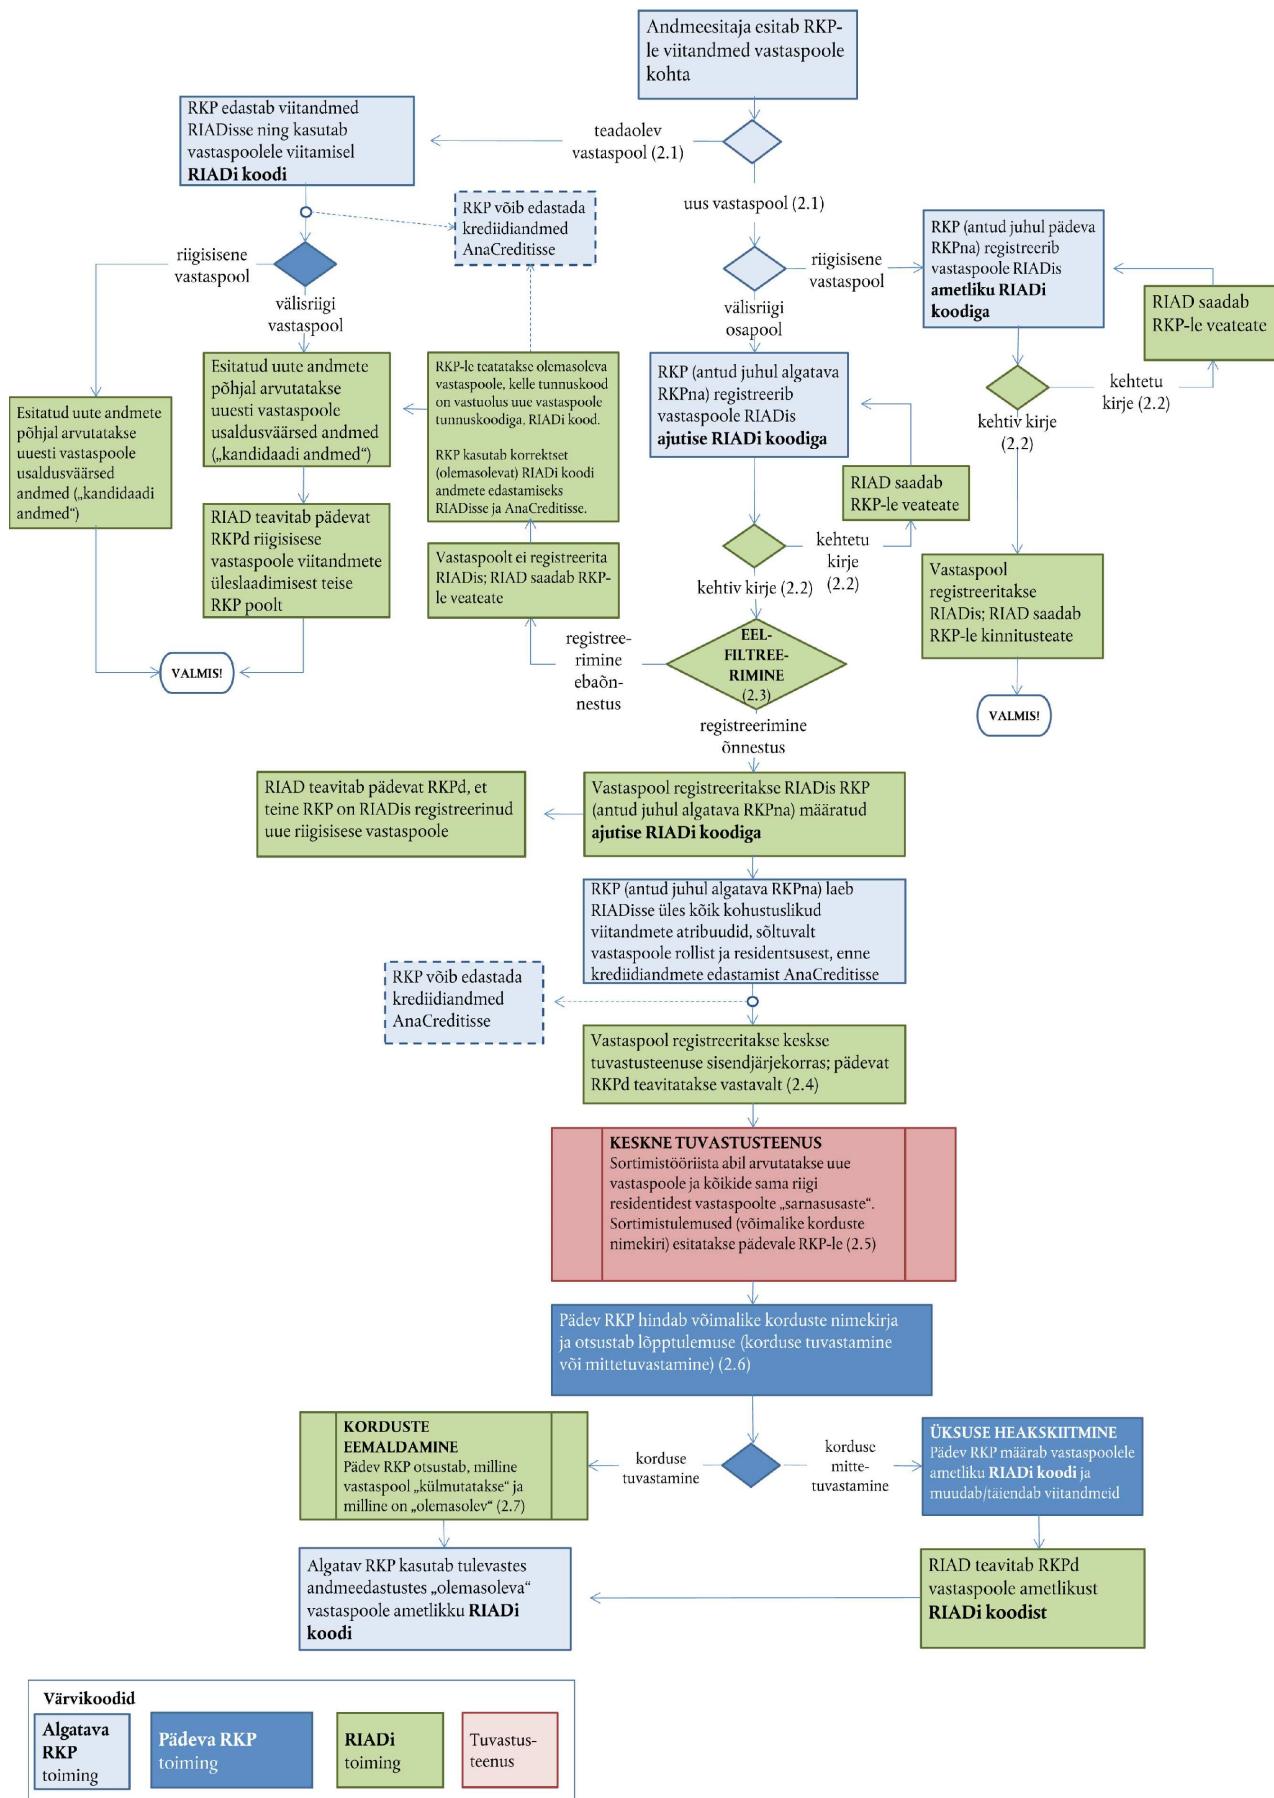 Andmeesitaja esitab RKP-
le viitandmed vastaspoole
kohta
RKP edastab viitandmed
RIADisse ning kasutab
vastaspoolele viitamisel
RIADi koodi
teadaolev
vastaspool (2.1)
uus vastaspool (2.1)
RKP võib edastada
krediidiandmed
AnaCreditisse
riigisisene
vastaspool
välisriigi
vastaspool
riigisisene
vastaspool
välisriigi
osapool
RKP (antud juhul pädeva
RKPna) registreerib
vastaspoole RIADis
ametliku RIADi
koodiga
RIAD saadab
RKP-le veateate
kehtetu
kirje (2.2)
kehtiv kirje
(2.2)
Esitatud uute andmete
põhjal arvutatakse
uuesti vastaspoole
usaldusväärsed
andmed („kandidaadi
andmed“)
Esitatud uute andmete
põhjal arvutatakse
uuesti vastaspoole
usaldusväärsed andmed
(„kandidaadi andmed“)
RKP-le teatatakse olemasoleva
vastaspoole, kelle tunnuskood
on vastuolus uue vastaspoole
tunnuskoodiga, RIADi kood.
RKP kasutab korrektset
(olemasolevat) RIADi koodi
andmete edastamiseks
RIADisse ja AnaCreditisse.
RKP (antud juhul algatava
RKPna) registreerib
vastaspoole RIADis
ajutise RIADi koodiga
RIAD saadab
RKP-le veateate
kehtetu
kirje
(2.2)
kehtiv kirje (2.2)
RIAD teavitab pädevat
RKPd riigisisese
vastaspoole viitandmete
üleslaadimisest teise
RKP poolt
Vastaspoolt ei registreerita
RIADis; RIAD saadab RKP-
le veateate
Vastaspool
registreeritakse
RIADis; RIAD saadab
RKP-le kinnitusteate
VALMIS!
registree-
rimine
ebaõn-
nestus
EEL-
FILTREE-
RIMINE
(2.3)
VALMIS!
registreerimine
õnnestus
RIAD teavitab pädevat RKPd, et
teine RKP on RIADis registreerinud
uue riigisisese vastaspoole
Vastaspool registreeritakse RIADis RKP
(antud juhul algatava RKPna) määratud
ajutise RIADi koodiga
RKP (antud juhul algatava RKPna) laeb
RIADisse üles kõik kohustuslikud
viitandmete atribuudid, sõltuvalt
vastaspoole rollist ja residentsusest, enne
krediidiandmete edastamist AnaCreditisse
RKP võib edastada
krediidiandmed
AnaCreditisse
Vastaspool registreeritakse keskse
tuvastusteenuse sisendjärjekorras; pädevat
RKPd teavitatakse vastavalt (2.4)
KESKNE TUVASTUSTEENUS
Sortimistööriista abil arvutatakse uue
vastaspoole ja kõikide sama riigi
residentidest vastaspoolte „sarnasusaste“.
Sortimistulemused (võimalike korduste
nimekiri) esitatakse pädevale RKP-le (2.5)
Pädev RKP hindab võimalike korduste nimekirja
ja otsustab lõpptulemuse (korduse tuvastamine
või mittetuvastamine) (2.6)
KORDUSTE
EEMALDAMINE
Pädev RKP otsustab, milline
vastaspool „külmutatakse“ ja
milline on „olemasolev“ (2.7)
korduse
tuvastamine
korduse
mitte-
tuvastamine
ÜKSUSE HEAKSKIITMINE
Pädev RKP määrab vastaspoolele
ametliku RIADi koodi ja
muudab/täiendab viitandmeid
Algatav RKP kasutab tulevastes
andmeedastustes „olemasoleva“
vastaspoole ametlikku RIADi
koodi
RIAD teavitab RKPd
vastaspoole ametlikust
RIADi koodist
Värvikoodid
Algatava
RKP
toiming
Pädeva RKP
toiming
RIADi
toiming
Tuvastus-
teenus